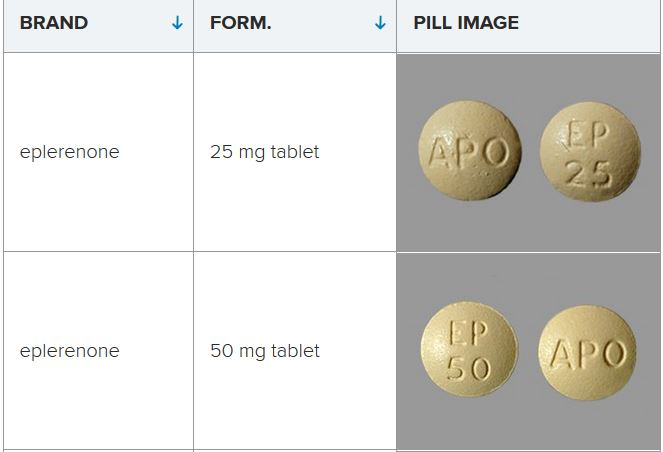 BRAND FORM. PILL IMAGE
eplerenone 25 mg tablet
APO EP
25
eplerenone 50 mg tablet
EP
50 APO